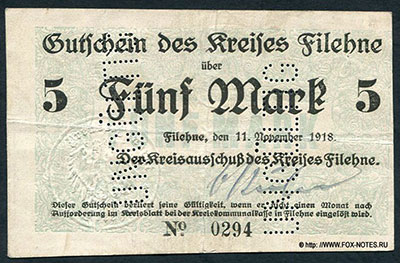 Gutschein des Kreises Filehne
über
5 Fünf Mark 5
Filehne, den 11. November 1918.
Der Kreisausschuß des Kreises Filehne.
Dieser Gutschein verliert seine Gültigkeit, wenn er nicht einen Monat nach
Aufforderung im Kreisblatt bei der Kreiskommunalkasse in Filehne eingelöst wird.
No 0294
http://WWW.FOX-NOTES.RU